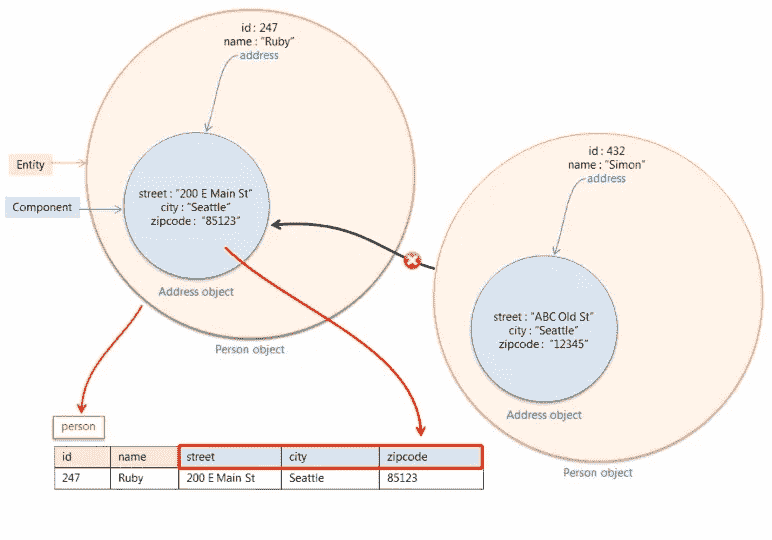 id : 247
name : "Ruby"
address
Entity
Component
street : "200 E Main St"
city : "Seattle"
zipcode : "85123"
Address object
Person object
id : 432
name : "Simon"
address
street : "ABC Old St"
city : "Seattle"
zipcode : "12345"
Address object
Person object
person
id name street city zipcode
247 Ruby 200 E Main St Seattle 85123